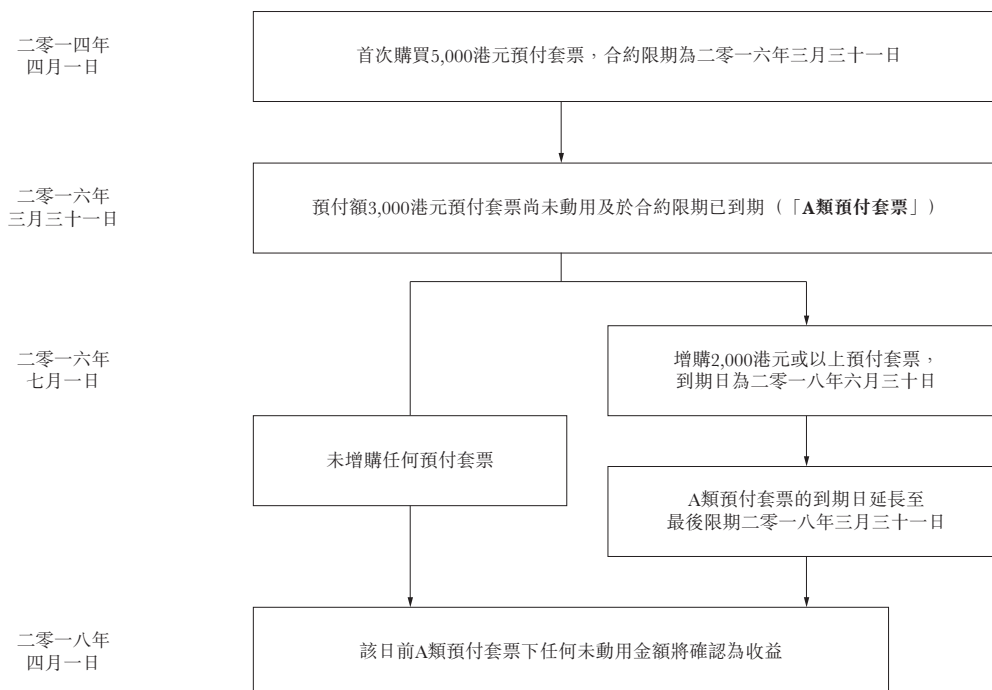 二零一四年
四月一日
首次購買5,000港元預付套票，合約限期為二零一六年三月三十一日
二零一六年
三月三十一日
預付額3,000港元預付套票尚未動用及於合約限期已到期（「A類預付套票」）
二零一六年
七月一日
增購2,000港元或以上預付套票，
到期日為二零一八年六月三十日
未增購任何預付套票
A類預付套票的到期日延長至
最後限期二零一八年三月三十一日
二零一八年
四月一日
該日前A類預付套票下任何未動用金額將確認為收益